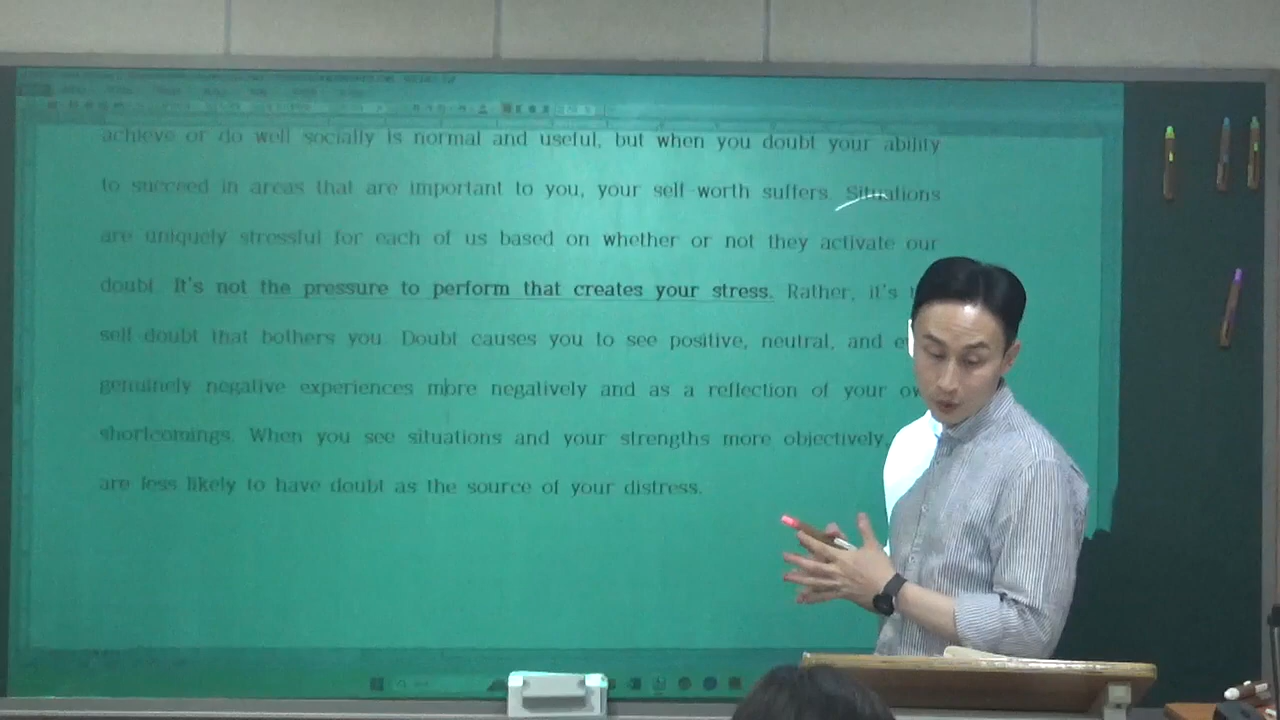 achieve or do well socially is normal and useful, but when you doubt your ability
to succeed in areas that are important to you, your self-worth suffers. Situations
are uniquely stressful for each of us based on whether or not they activate our
doubt. It's not the pressure to perform that creates your stress. Rather, it's
self-doubt that bothers you. Doubt causes you to see positive, neutral, and
genuinely negative experiences more negatively and as a reflection of your
shortcomings. When you see situations and your strengths more objectively,
are less likely to have doubt as the source of your distress.